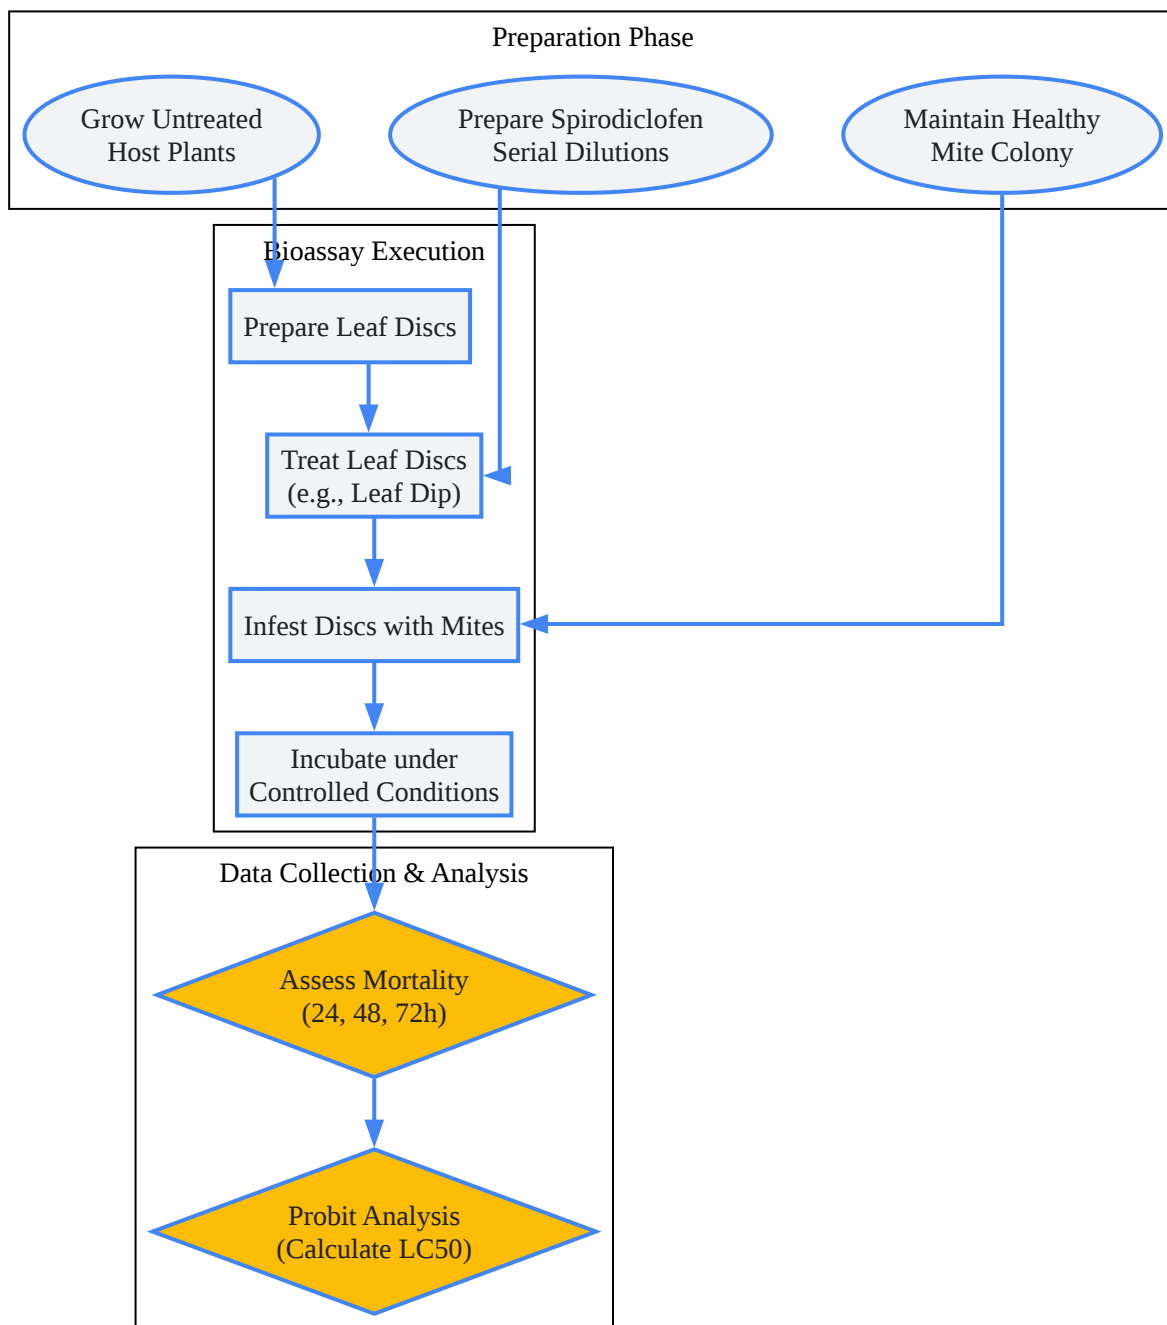 Preparation Phase
Grow Untreated
Host Plants
Prepare Spirodiclofen
Serial Dilutions
Maintain Healthy
Mite Colony
Bioassay Execution
Prepare Leaf Discs
Treat Leaf Discs
(e.g., Leaf Dip)
Infest Discs with Mites
Incubate under
Controlled Conditions
Data Collection & Analysis
Assess Mortality
(24, 48, 72h)
Probit Analysis
(Calculate LC50)